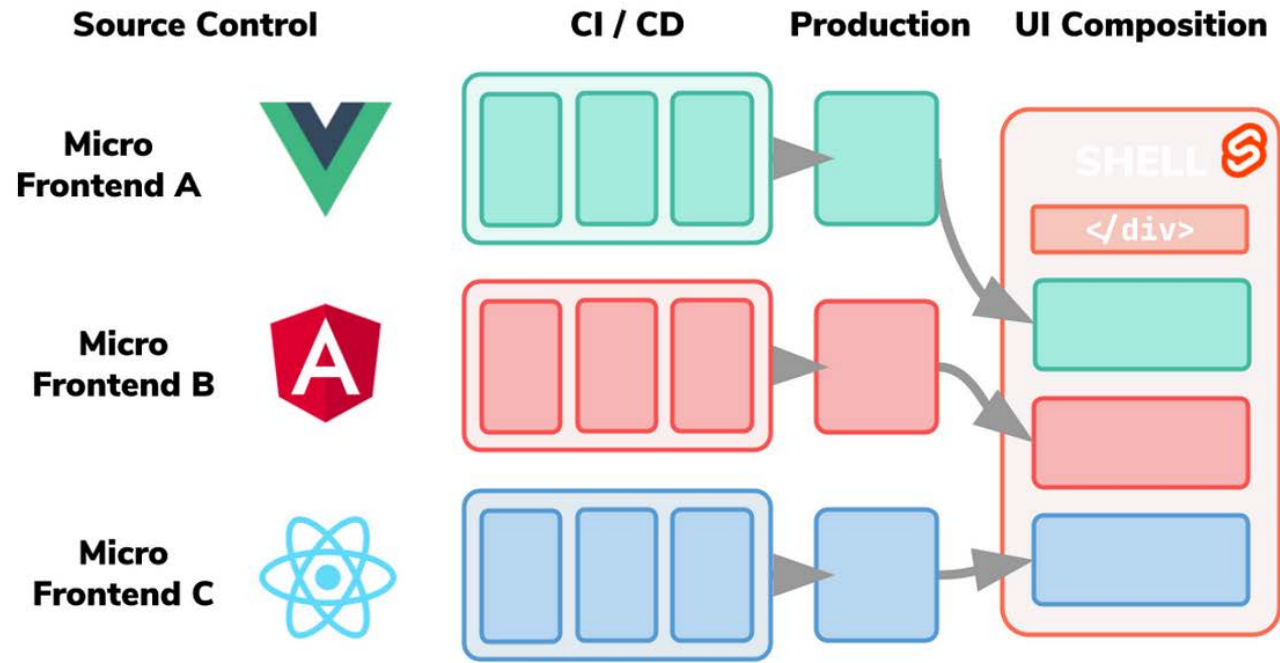 Source Control
CI / CD
Production
UI Composition
Micro
Frontend A
SHELL
</div>
Micro
Frontend B
Micro
Frontend C